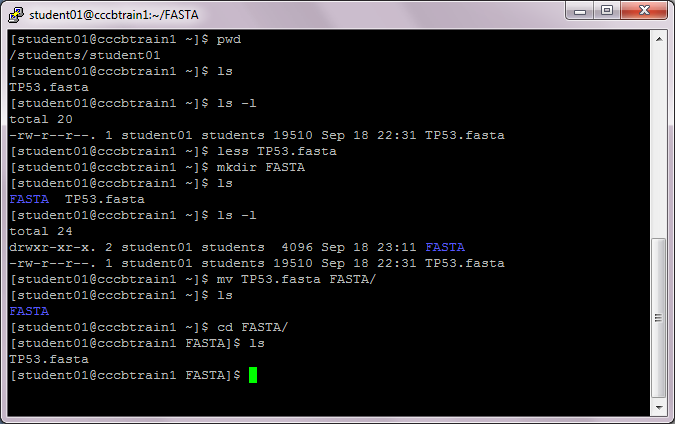 student01@cccbtrain1:~/FASTA
[student01@cccbtrain1 ~]$ pwd
/students/student01
[student01@cccbtrain1 ~]$ ls
TP53.fasta
[student01@cccbtrain1 ~]$ ls -l
total 20
-rw-r--r--. 1 student01 students 19510 Sep 18 22:31 TP53.fasta
[student01@cccbtrain1 ~]$ less TP53.fasta
[student01@cccbtrain1 ~]$ mkdir FASTA
[student01@cccbtrain1 ~]$ ls
FASTA  TP53.fasta
[student01@cccbtrain1 ~]$ ls -l
total 24
drwxr-xr-x. 2 student01 students  4096 Sep 18 23:11 FASTA
-rw-r--r--. 1 student01 students 19510 Sep 18 22:31 TP53.fasta
[student01@cccbtrain1 ~]$ mv TP53.fasta FASTA/
[student01@cccbtrain1 ~]$ ls
FASTA
[student01@cccbtrain1 ~]$ cd FASTA/
[student01@cccbtrain1 FASTA]$ ls
TP53.fasta
[student01@cccbtrain1 FASTA]$